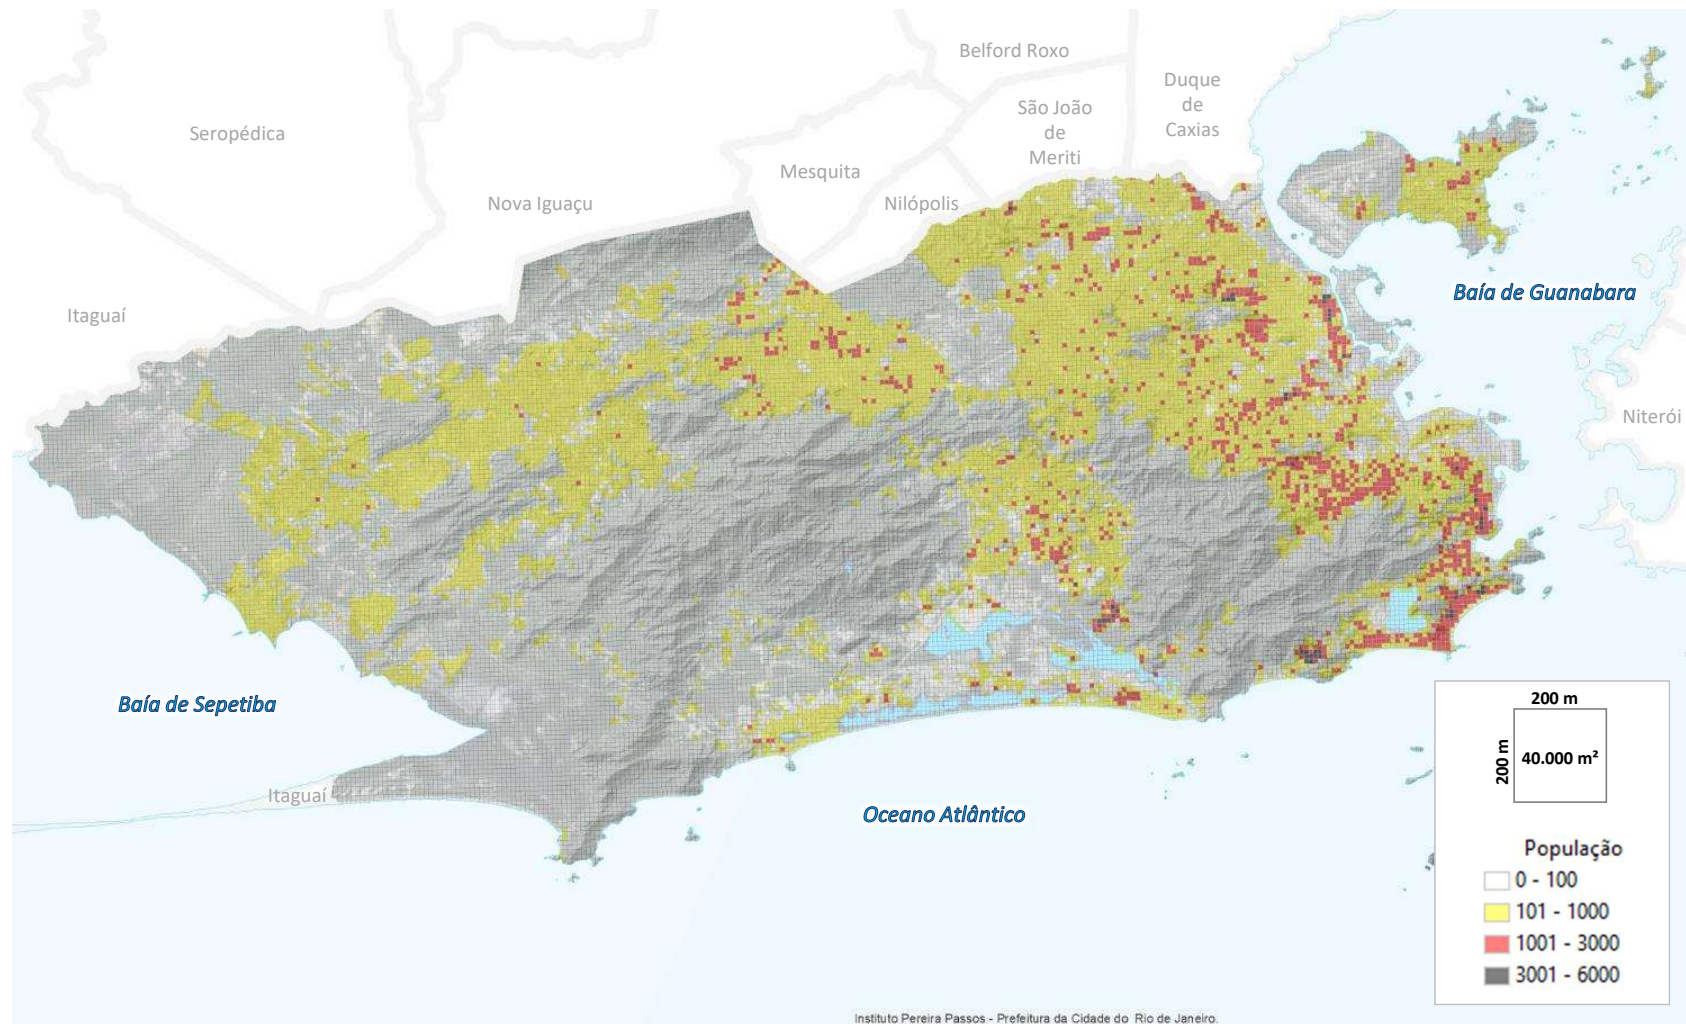 Belford Roxo
Duque
de
Caxias
São João
de
Meriti
Seropédica
Mesquita
Nova Iguaçu
Nilópolis
Itaguaí
Baía de Guanabara
Niterói
Baía de Sepetiba
Itaguaí
Oceano Atlântico
200 m
200 m
40.000 m²
População
0 - 100
101 - 1000
1001 - 3000
3001 - 6000
Instituto Pereira Passos - Prefeitura da Cidade do Rio de Janeiro.